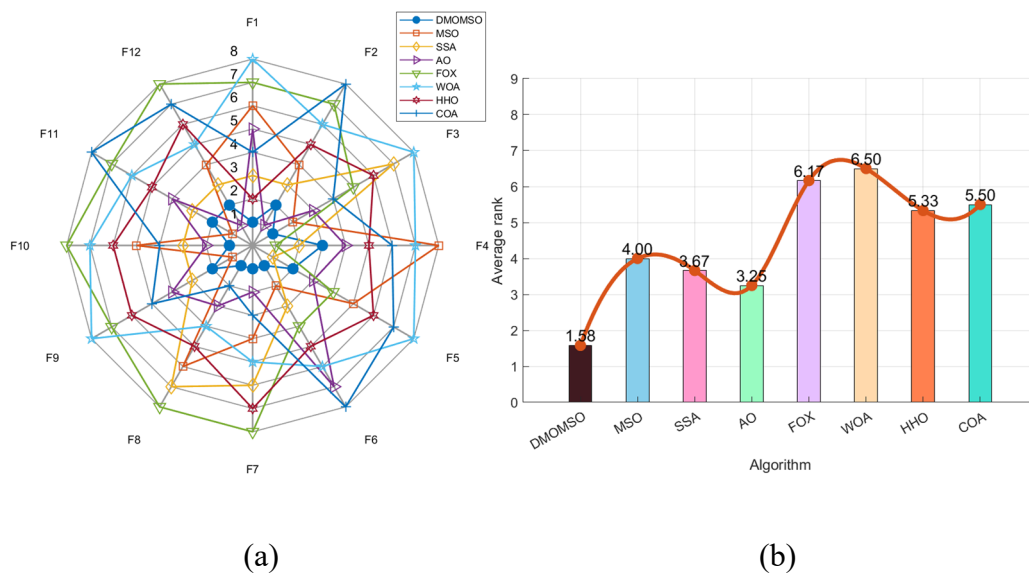 F1
F2
F3
F4
F5
F6
F7
F8
F9
F10
F11
F12
8
7
6
5
4
3
2
1
DMOMSO
MSO
SSA
AO
FOX
WOA
HHO
COA
(a)
9
8
7
6
5
4
3
2
1
0
Average rank
1.58
4.00
3.67
3.25
6.17
6.50
5.33
5.50
DMOMSO
MSO
SSA
AO
FOX
WOA
HHO
COA
Algorithm
(b)